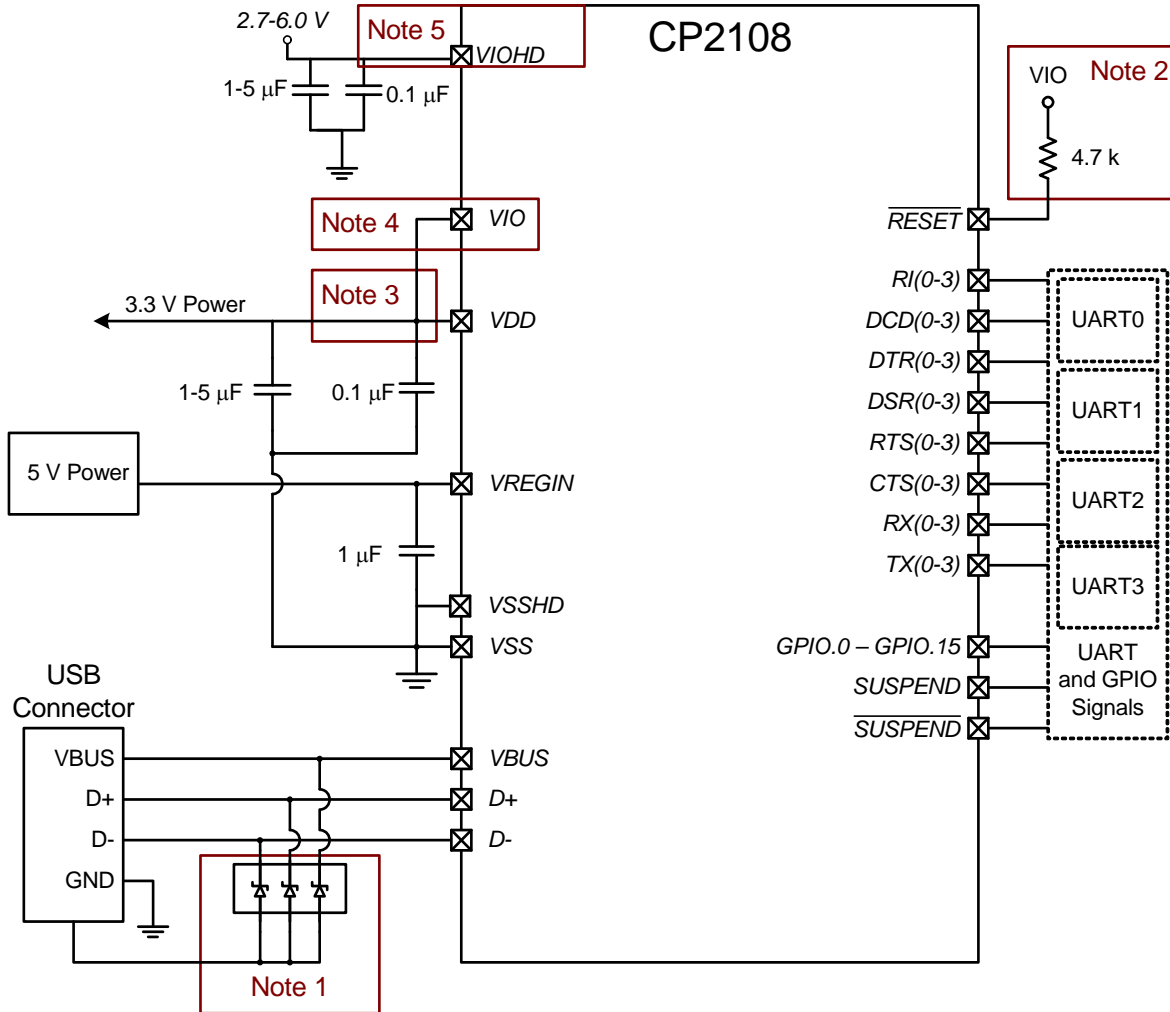 2.7-6.0 V
Note 5
CP2108
VIOHD
1-5 μF
0.1 μF
VIO
Note 2
4.7 k
Note 4
VIO
RESET
Note 3
3.3 V Power
VDD
1-5 μF
0.1 μF
5 V Power
VREGIN
1 μF
VSSHD
VSS
RI(0-3)
DCD(0-3)
DTR(0-3)
DSR(0-3)
RTS(0-3)
CTS(0-3)
RX(0-3)
TX(0-3)
GPIO.0 – GPIO.15
SUSPEND
SUSPEND
UART0
UART1
UART2
UART3
UART
and GPIO
Signals
USB
Connector
VBUS
D+
D-
GND
VBUS
D+
D-
Note 1